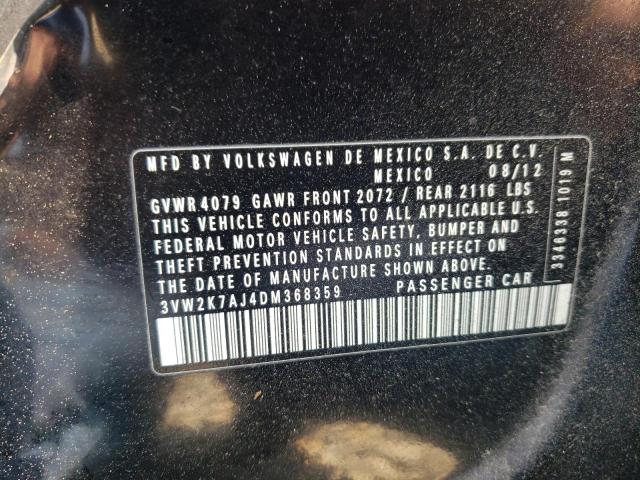 MFD BY VOLKSWAGEN DE MEXICO S.A. DE C.V.
MEXICO 08/12
GVWR 4079 GAWR FRONT 2072 / REAR 2116 LBS
THIS VEHICLE CONFORMS TO ALL APPLICABLE U.S.
FEDERAL MOTOR VEHICLE SAFETY, BUMPER AND
THEFT PREVENTION STANDARDS IN EFFECT ON
THE DATE OF MANUFACTURE SHOWN ABOVE.
3VW2K7AJ4DM368359 PASSENGER CAR
3346338 1019 M